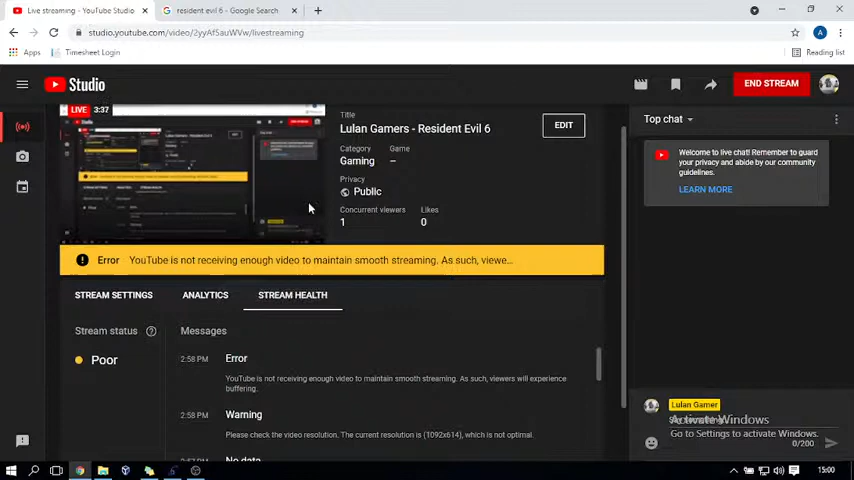 Live streaming - YouTube Studio
resident evil 6 - Google Search
studio.youtube.com/video/2yyAf5auWVw/livestreaming
A
Apps
Timesheet Login
Reading list
Studio
END STREAM
LIVE 3:37
Title
Lulan Gamers - Resident Evil 6
EDIT
Category
Game
Gaming
–
Privacy
Public
Concurrent viewers
Likes
1
0
Error YouTube is not receiving enough video to maintain smooth streaming. As such, viewe...
STREAM SETTINGS
ANALYTICS
STREAM HEALTH
Stream status
Poor
Messages
2:58 PM
Error
YouTube is not receiving enough video to maintain smooth streaming. As such, viewers will experience
buffering.
2:58 PM
Warning
Please check the video resolution. The current resolution is (1092x614), which is not optimal.
No data
Top chat
Welcome to live chat! Remember to guard
your privacy and abide by our community
guidelines.
LEARN MORE
Lulan Gamer
Activate Windows
Go to Settings to activate Windows.
0/200
15:00